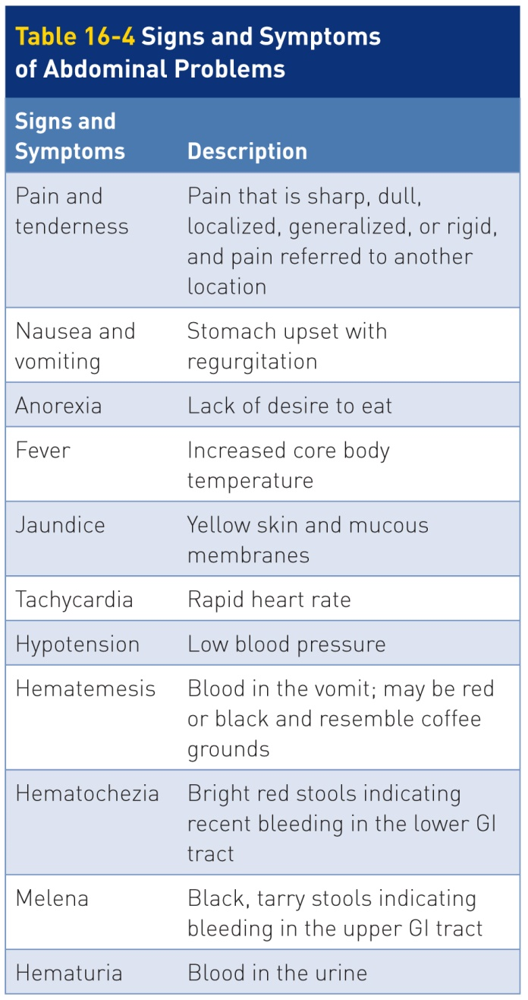 Table 16-4 Signs and Symptoms
of Abdominal Problems
Signs and
Symptoms
Description
Pain and
tenderness
Pain that is sharp, dull,
localized, generalized, or rigid,
and pain referred to another
location
Nausea and
vomiting
Stomach upset with
regurgitation
Anorexia
Lack of desire to eat
Fever
Increased core body
temperature
Jaundice
Yellow skin and mucous
membranes
Tachycardia
Rapid heart rate
Hypotension
Low blood pressure
Hematemesis
Blood in the vomit; may be red
or black and resemble coffee
grounds
Hematochezia
Bright red stools indicating
recent bleeding in the lower GI
tract
Melena
Black, tarry stools indicating
bleeding in the upper GI tract
Hematuria
Blood in the urine